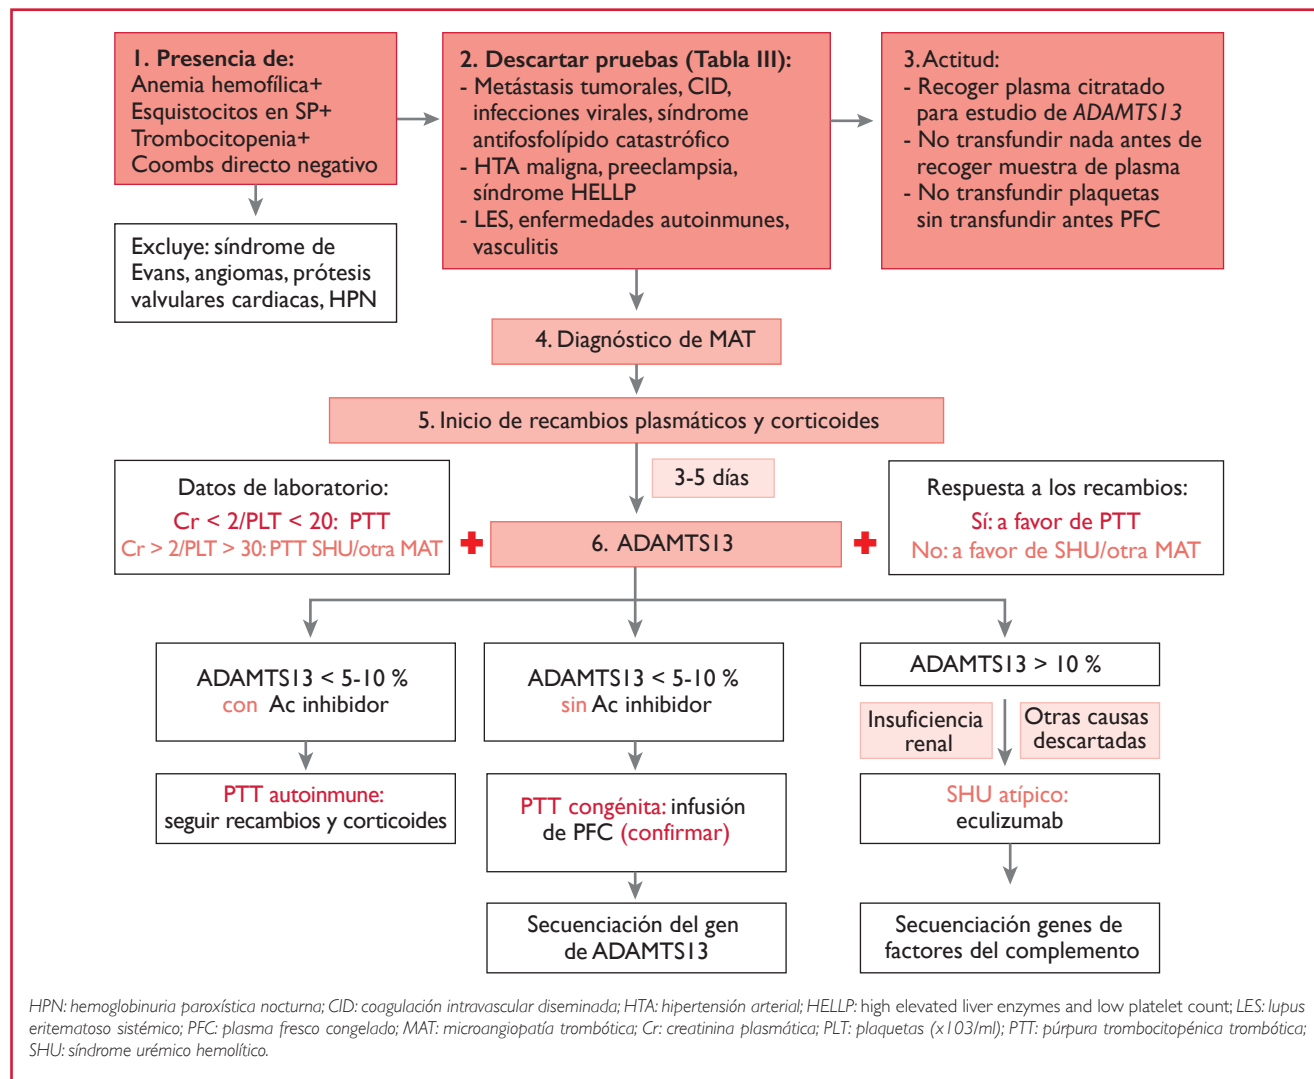 1. Presencia de:
Anemia hemofílica+
Esquistocitos en SP+
Trombocitopenia+
Coombs directo negativo
2. Descartar pruebas (Tabla III):
- Metástasis tumorales, CID,
infecciones virales, síndrome
antifosfolípido catastrófico
- HTA maligna, preeclampsia,
síndrome HELLP
- LES, enfermedades autoinmunes,
vasculitis
3. Actitud:
- Recoger plasma citratado
para estudio de ADAMTS13
- No transfundir nada antes de
recoger muestra de plasma
- No transfundir plaquetas
sin transfundir antes PFC
Excluye: síndrome de
Evans, angiomas, prótesis
valvulares cardiacas, HPN
4. Diagnóstico de MAT
5. Inicio de recambios plasmáticos y corticoides
3-5 días
Datos de laboratorio:
Cr < 2/PLT < 20: PTT
Cr > 2/PLT > 30: PTT SHU/otra MAT
+
6. ADAMTS13
+
Respuesta a los recambios:
Sí: a favor de PTT
No: a favor de SHU/otra MAT
ADAMTS13 < 5-10 %
con Ac inhibidor
ADAMTS13 < 5-10 %
sin Ac inhibidor
ADAMTS13 > 10 %
Insuficiencia
renal
Otras causas
descartadas
PTT autoinmune:
seguir recambios y corticoides
PTT congénita: infusión
de PFC (confirmar)
SHU atípico:
eculizumab
Secuenciación del gen
de ADAMTS13
Secuenciación genes de
factores del complemento
HPN: hemoglobinuria paroxística nocturna; CID: coagulación intravascular diseminada; HTA: hipertensión arterial; HELLP: high elevated liver enzymes and low platelet count; LES: lupus
eritematoso sistémico; PFC: plasma fresco congelado; MAT: microangiopatía trombótica; Cr: creatinina plasmática; PLT: plaquetas (x103/ml); PTT: púrpura trombocitopénica trombótica;
SHU: síndrome urémico hemolítico.